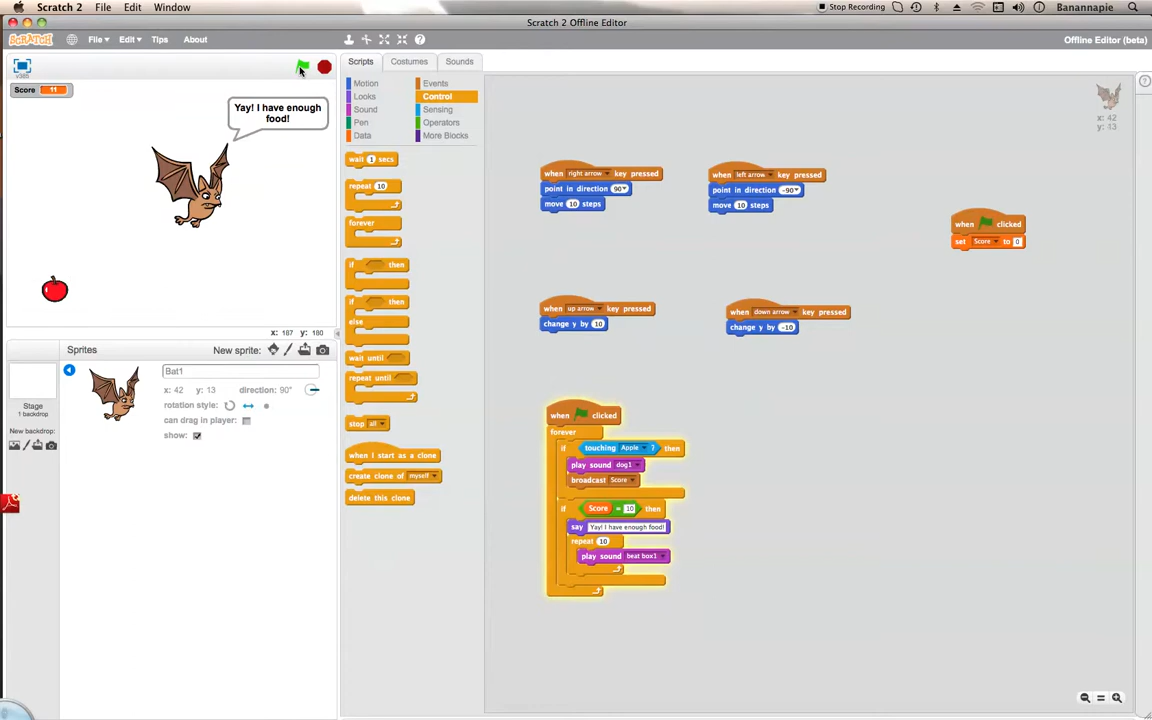 Scratch 2 File Edit Window
Stop Recording Banannapie
Scratch 2 Offline Editor
SCRATCH File Edit Tips About
Offline Editor (beta)
v385
Score 11
Yay! I have enough
food!
x: 187 y: 180
Scripts Costumes Sounds
Motion Events
Looks Control
Sound Sensing
Pen Operators
Data More Blocks
wait 1 secs
repeat 10
forever
if then
if then
else
wait until
repeat until
stop all
when I start as a clone
create clone of myself
delete this clone
when right arrow key pressed
point in direction 90
move 10 steps
when left arrow key pressed
point in direction -90
move 10 steps
when clicked
set Score to 0
when up arrow key pressed
change y by 10
when down arrow key pressed
change y by -10
when clicked
forever
if touching Apple ? then
play sound dog1
broadcast Score
if Score = 10 then
say Yay! I have enough food!
repeat 10
play sound beat box1
x: 42
y: 13
Sprites New sprite:
Stage
1 backdrop
New backdrop:
Bat1
x: 42 y: 13 direction: 90°
rotation style:
can drag in player:
show: